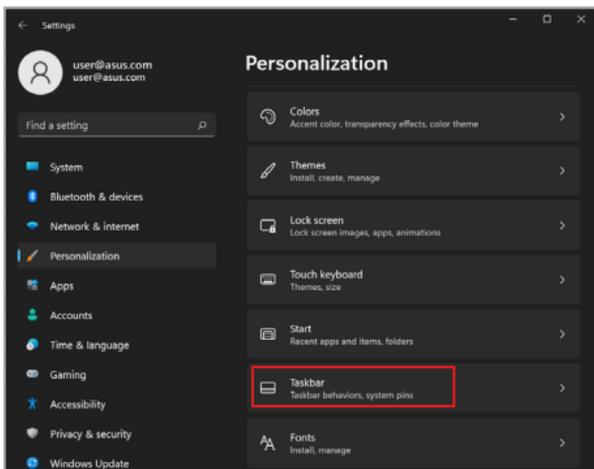 Settings
user@asus.com
user@asus.com
Find a setting
System
Bluetooth & devices
Network & internet
Personalization
Apps
Accounts
Time & language
Gaming
Accessibility
Privacy & security
Windows Update
Personalization
Colors
Accent color, transparency effects, color theme
Themes
Install, create, manage
Lock screen
Lock screen images, apps, animations
Touch keyboard
Themes, size
Start
Recent apps and items, folders
Taskbar
Taskbar behaviors, system pins
Fonts
Install, manage